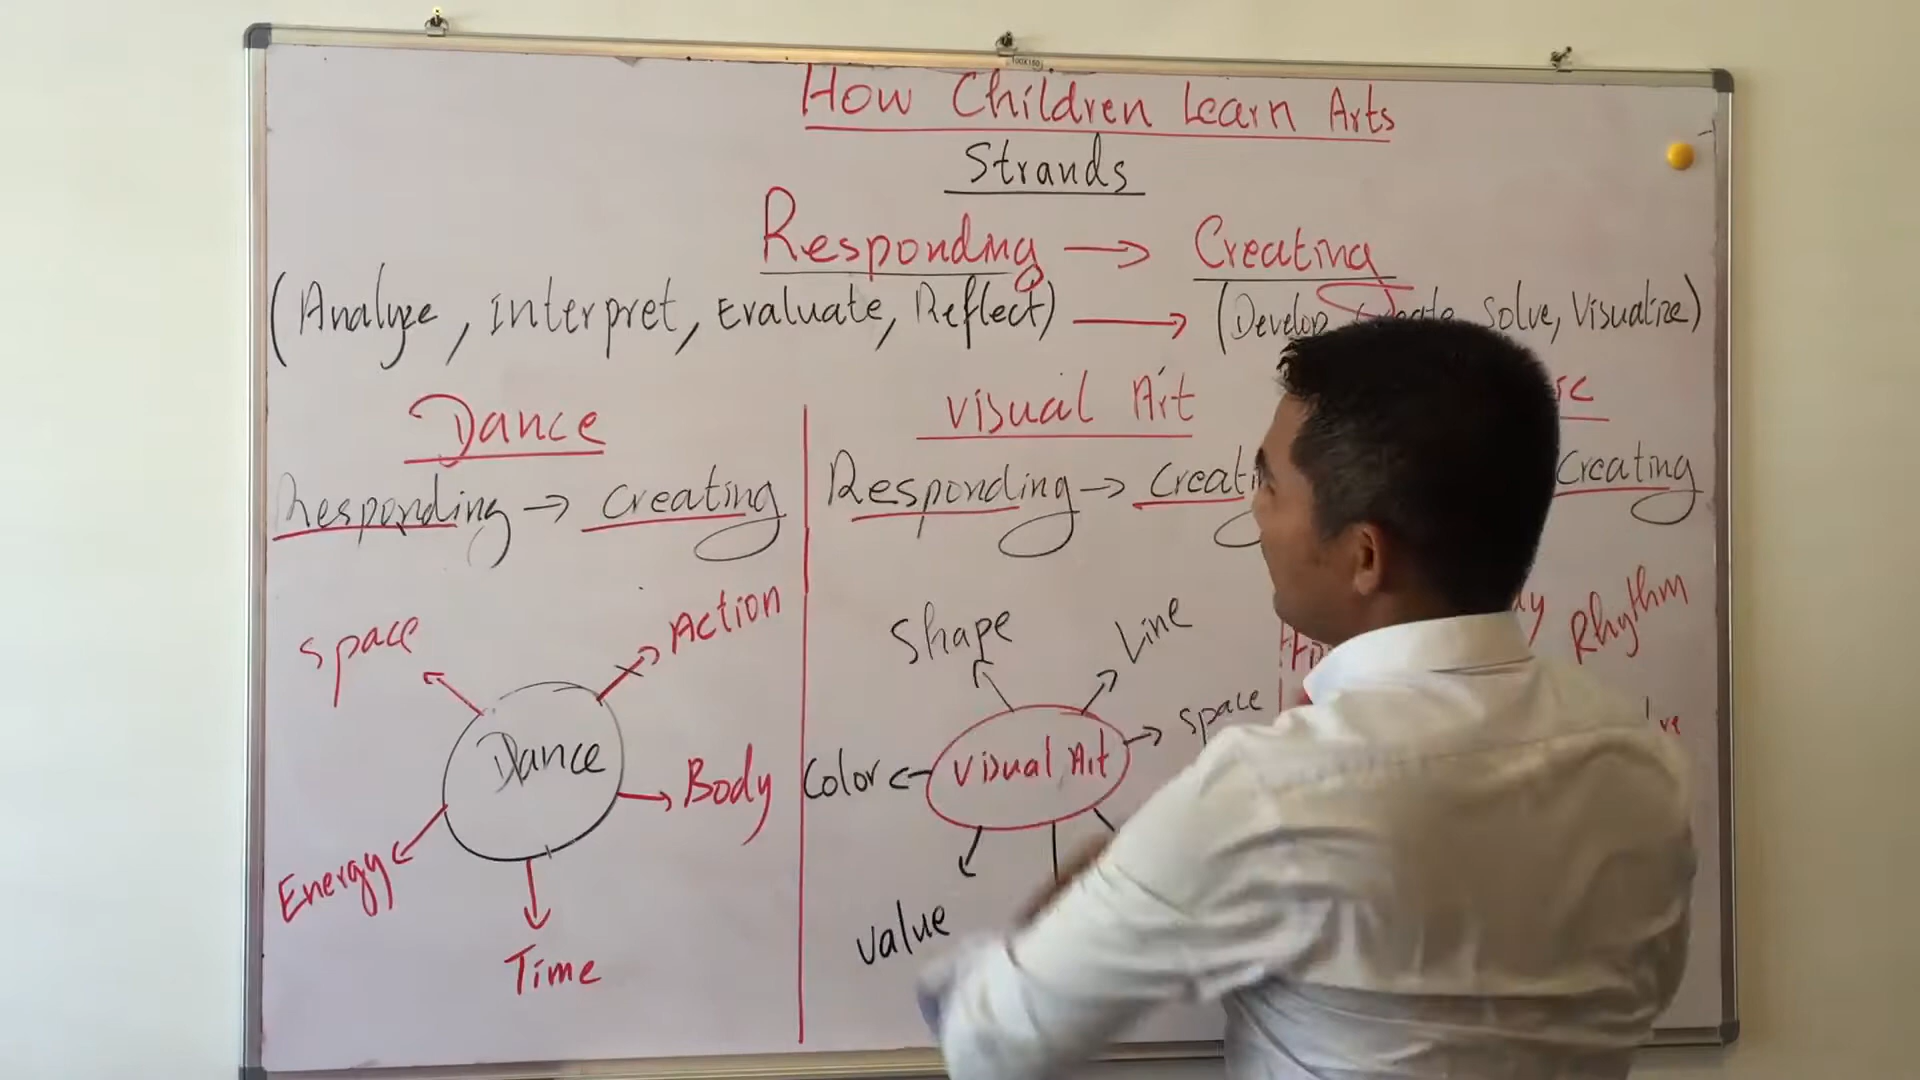 How Children Learn Arts
Strands
Responding → Creating
(Analyze, interpret, Evaluate, Reflect) → (Develop, Solve, Visualize)
Dance
Visual Art
Responding → Creating
Responding →
Creating
Space
Action
Dance
Body
Energy
Time
Shape
Line
Space
Color
Visual Art
Value
Rhythm